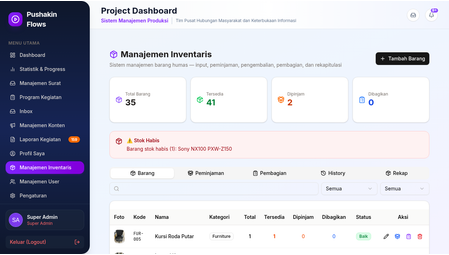 Pushakin
Flows
MENU UTAMA
Dashboard
Statistik & Progress
Manajemen Surat
Program Kegiatan
Inbox
Manajemen Konten
Laporan Kegiatan
Profil Saya
Manajemen Inventaris
Manajemen User
Pengaturan
SA
Super Admin
Super Admin
Keluar (Logout)
Project Dashboard
Sistem Manajemen Produksi | Tim Pusat Hubungan Masyarakat dan Keterbukaan Informasi
Manajemen Inventaris
Sistem manajemen barang humas — input, peminjaman, pengembalian, pembagian, dan rekapitulasi
+ Tambah Barang
Total Barang
35
Tersedia
41
Dipinjam
2
Dibagikan
0
Stok Habis
Barang stok habis (1): Sony NX100 PXW-Z150
Barang
Peminjaman
Pembagian
History
Rekap
Semua
Semua
Foto Kode Nama Kategori Total Tersedia Dipinjam Dibagikan Status Aksi
FUR-
005
Kursi Roda Putar
Furniture
1
1
0
0
Baik